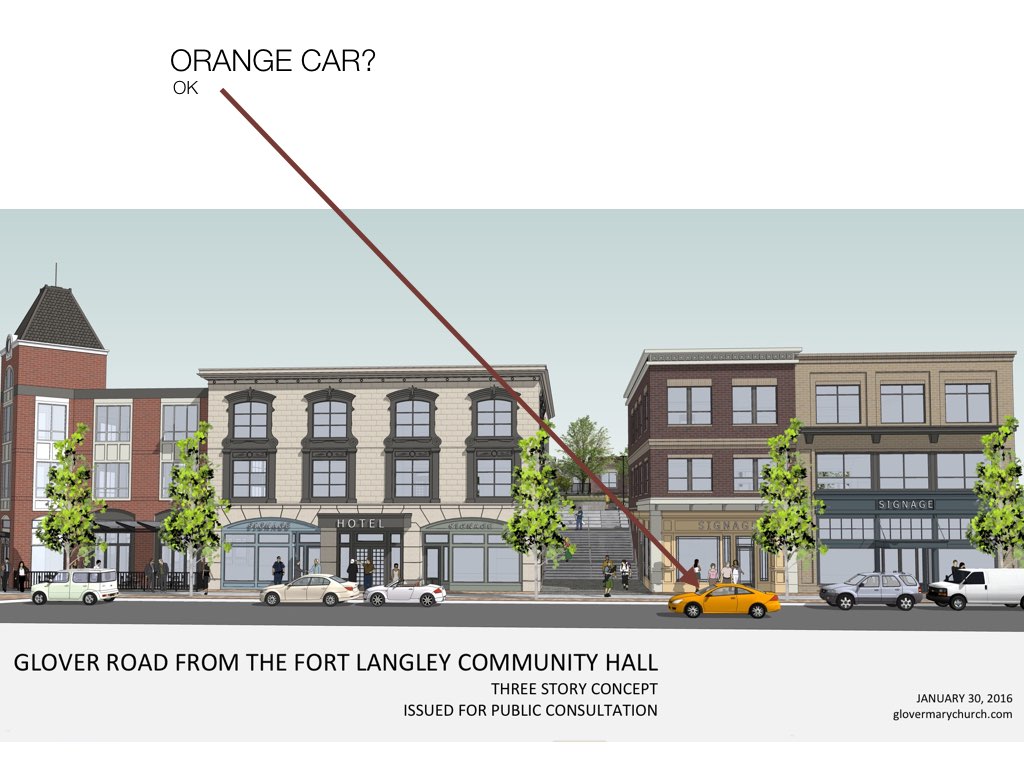 ORANGE CAR?
OK
SIGNAGE
HOTEL
SIGNAGE
SIGNAGE
SIGNAGE
GLOVER ROAD FROM THE FORT LANGLEY COMMUNITY HALL
THREE STORY CONCEPT
ISSUED FOR PUBLIC CONSULTATION
JANUARY 30, 2016
glovermarychurch.com